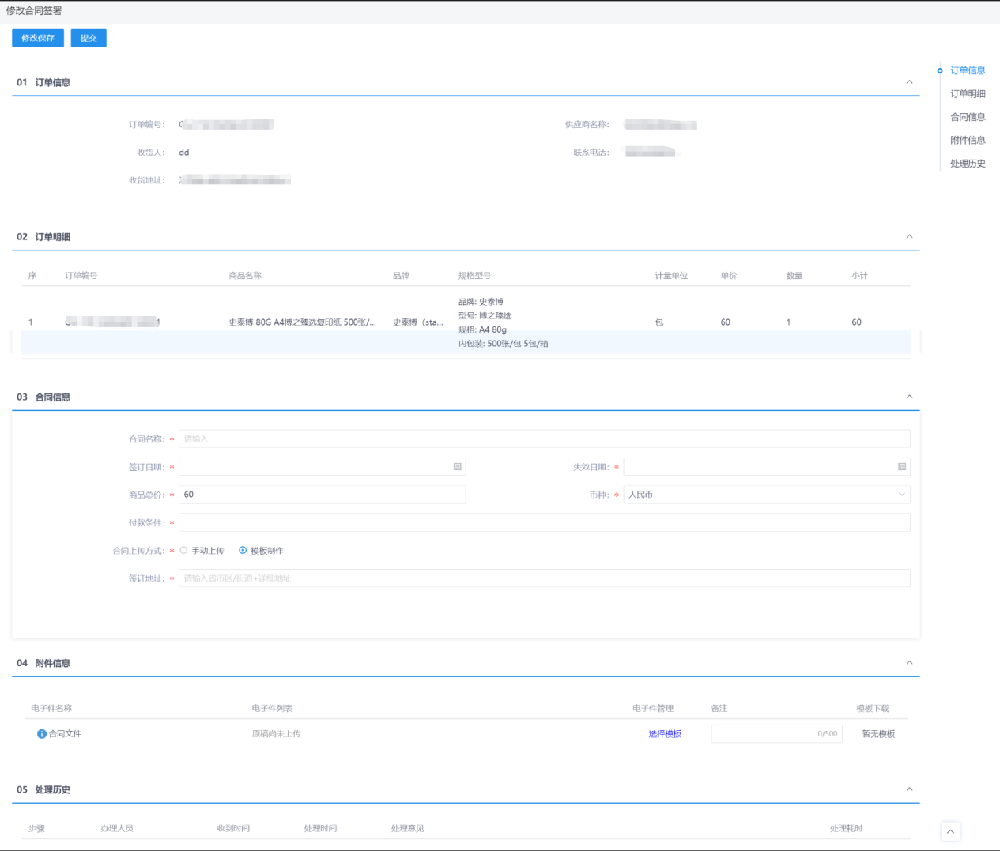 修改合同签署
修改保存 提交
01 订单信息
订单信息
订单明细
合同信息
附件信息
处理历史
订单编号:
供应商名称:
收货人: dd
联系电话:
收货地址:
02 订单明细
序 订单编号 商品名称 品牌 规格型号 计量单位 单价 数量 小计
1 史泰博 80G A4博之臻选复印纸 500张/... 史泰博（sta... 品牌: 史泰博 包 60 1 60
型号: 博之臻选
规格: A4 80g
内包装: 500张/包 5包/箱
03 合同信息
合同名称: * 请输入
签订日期: * 失效日期: *
商品总价: * 60 币种: * 人民币
付款条件: *
合同上传方式: * 手动上传 模板制作
签订地址: * 请输入省市区/街道+详细地址
04 附件信息
电子件名称 电子件列表 电子件管理 备注 模板下载
合同文件 原稿尚未上传 选择模板 0/500 暂无模板
05 处理历史
步骤 办理人员 收到时间 处理时间 处理意见 处理耗时